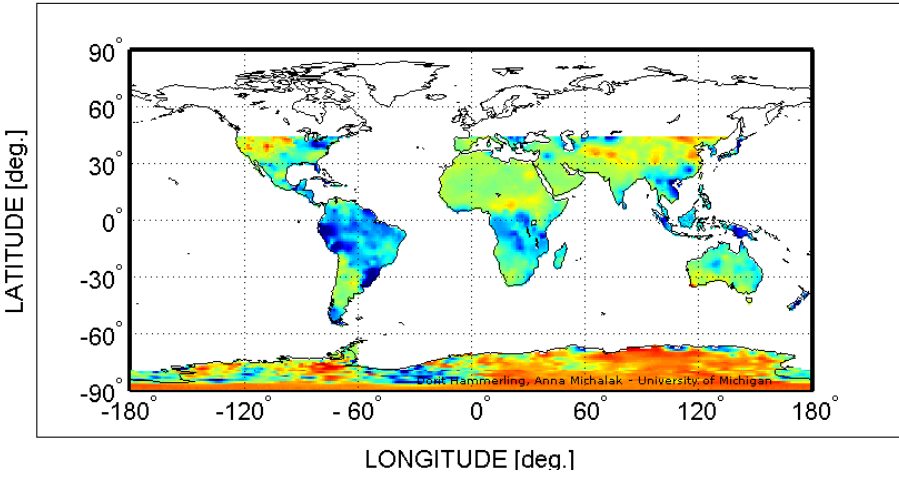 LATITUDE [deg.]
90°
60°
30°
0°
-30°
-60°
-90°
Dorit Hammerling, Anna Michalak - University of Michigan
-180° -120° -60° 0° 60° 120° 180°
LONGITUDE [deg.]